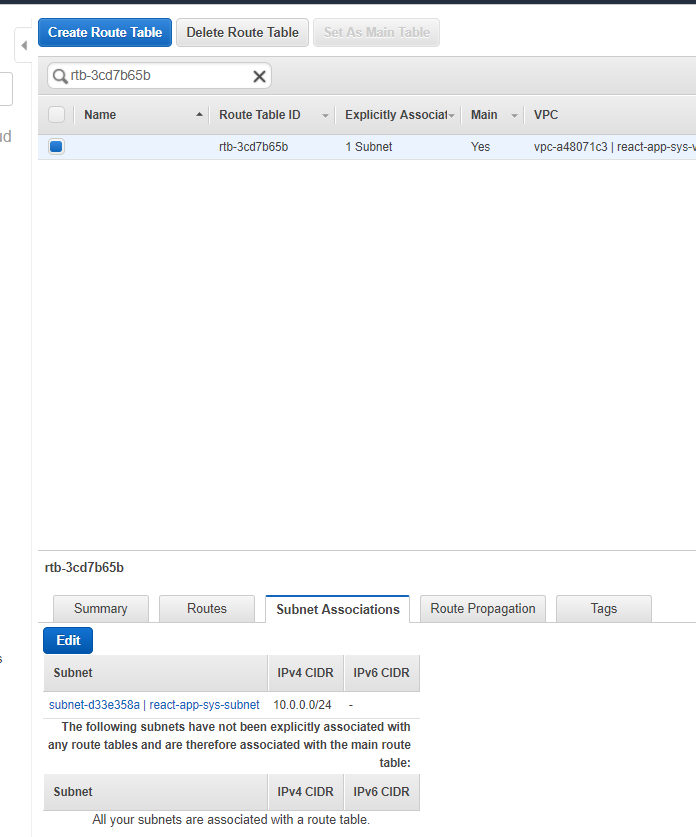 Create Route Table Delete Route Table Set As Main Table
rtb-3cd7b65b
ud
Name Route Table ID Explicitly Associat Main VPC
rtb-3cd7b65b 1 Subnet Yes vpc-a48071c3 | react-app-sys-v
rtb-3cd7b65b
Summary Routes Subnet Associations Route Propagation Tags
Edit
s
Subnet IPv4 CIDR IPv6 CIDR
subnet-d33e358a | react-app-sys-subnet 10.0.0.0/24 -
The following subnets have not been explicitly associated with
any route tables and are therefore associated with the main route
table:
Subnet IPv4 CIDR IPv6 CIDR
All your subnets are associated with a route table.